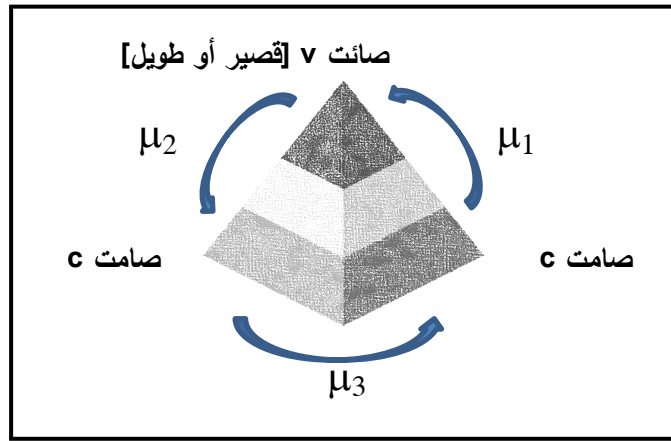 صائت v [قصير أو طويل]
μ1
μ2
صامت c
صامت c
μ3